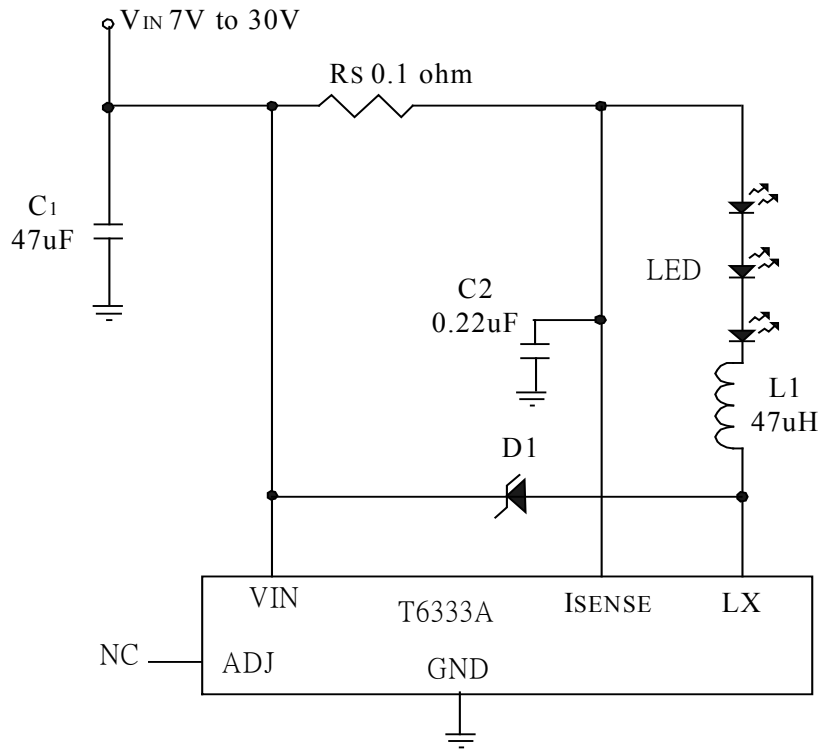 VIN 7V to 30V
RS 0.1 ohm
C1
47uF
LED
C2
0.22uF
L1
47uH
D1
VIN
T6333A
ISENSE
LX
NC
ADJ
GND